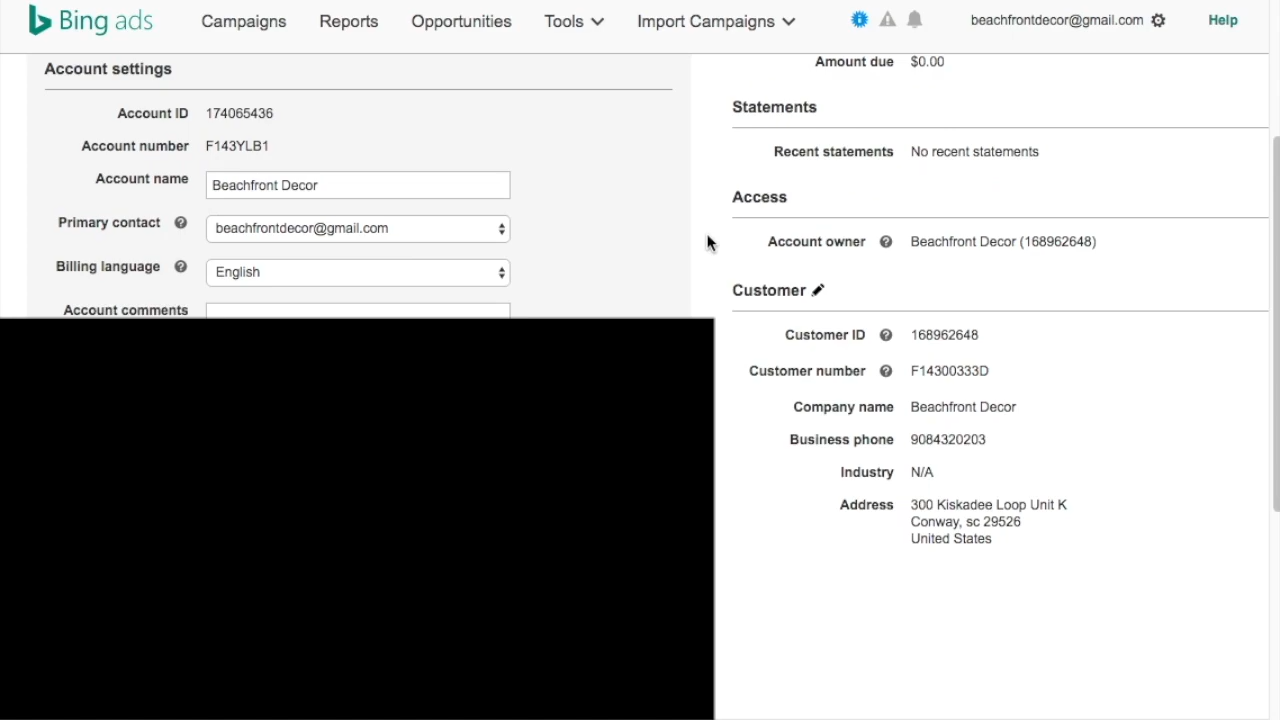 Bing ads Campaigns Reports Opportunities Tools Import Campaigns beachfrontdecor@gmail.com Help
Account settings
Account ID 174065436
Account number F143YLB1
Account name Beachfront Decor
Primary contact beachfrontdecor@gmail.com
Billing language English
Account comments
Amount due $0.00
Statements
Recent statements No recent statements
Access
Account owner Beachfront Decor (168962648)
Customer
Customer ID 168962648
Customer number F14300333D
Company name Beachfront Decor
Business phone 9084320203
Industry N/A
Address 300 Kiskadee Loop Unit K
Conway, sc 29526
United States